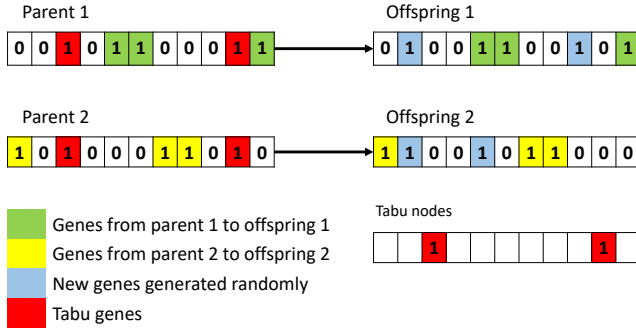 Parent 1 Offspring 1
0 0 1 0 1 1 0 0 0 1 1 0 1 0 0 1 1 0 0 1 0 1
Parent 2 Offspring 2
1 0 1 0 0 0 1 1 0 1 0 1 1 0 0 1 0 1 1 0 0 0
Genes from parent 1 to offspring 1 Tabu nodes
Genes from parent 2 to offspring 2 1 1
New genes generated randomly
Tabu genes